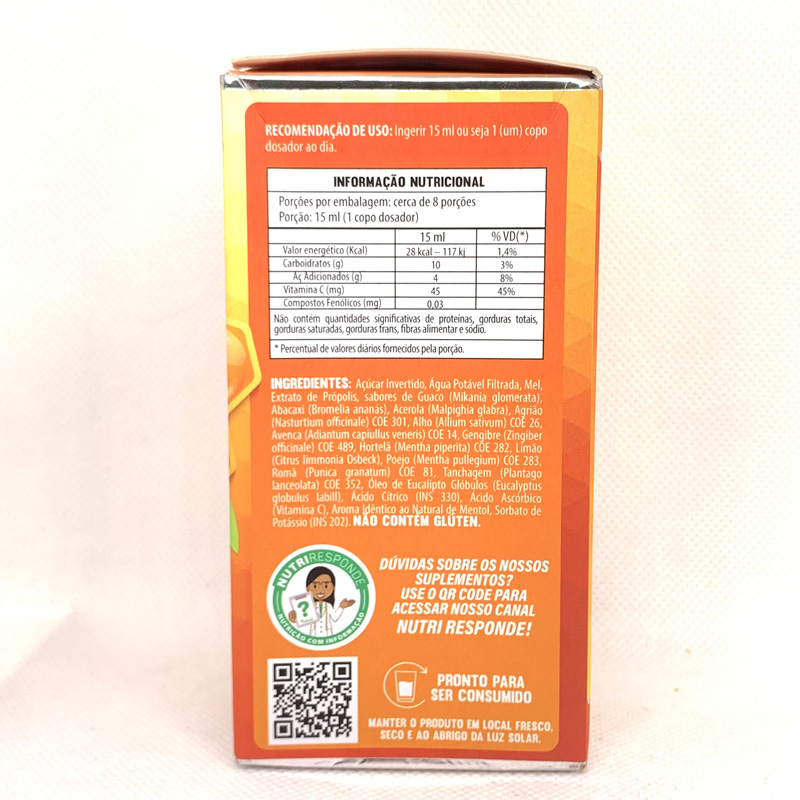 RECOMENDAÇÃO DE USO: Ingerir 15 ml ou seja 1 (um) copo
dosador ao dia.
INFORMAÇÃO NUTRICIONAL
Porções por embalagem: cerca de 8 porções
Porção: 15 ml (1 copo dosador)
15 ml % VD(*)
Valor energético (Kcal) 28 kcal – 117 kj 1,4%
Carboidratos (g) 10 3%
Aç Adicionados (g) 4 8%
Vitamina C (mg) 45 45%
Compostos Fenólicos (mg) 0,03
Não contém quantidades significativas de proteínas, gorduras totais,
gorduras saturadas, gorduras trans, fibras alimentar e sódio.
* Percentual de valores diários fornecidos pela porção.
INGREDIENTES: Açúcar Invertido, Água Potável Filtrada, Mel,
Extrato de Própolis, sabores de Guaco (Mikania glomerata),
Abacaxi (Bromelia ananás), Acerola (Malpighia glabra), Agrião
(Nasturtium officinale) COE 301, Alho (Allium sativum) COE 26,
Avenca (Adiantum capiullus veneris) COE 14, Gengibre (Zingiber
officinale) COE 489, Hortelã (Mentha piperita) COE 282, Limão
(Citrus limmonia Osbeck), Poejo (Mentha pullegium) COE 283,
Romã (Punica granatum) COE 81, Tanchagem (Plantago
lanceolata) COE 352, Óleo de Eucalipto Glóbulos (Eucalyptus
globulus labill), Ácido Cítrico (INS 330), Ácido Ascórbico
(Vitamina C), Aroma Idêntico ao Natural de Mentol, Sorbato de
Potássio (INS 202). NÃO CONTÉM GLÚTEN.
NUTRIRESPONDE
?
NUTRIÇÃO COM INFORMAÇÃO
DÚVIDAS SOBRE OS NOSSOS
SUPLEMENTOS?
USE O QR CODE PARA
ACESSAR NOSSO CANAL
NUTRI RESPONDE!
PRONTO PARA
SER CONSUMIDO
MANTER O PRODUTO EM LOCAL FRESCO,
SECO E AO ABRIGO DA LUZ SOLAR.